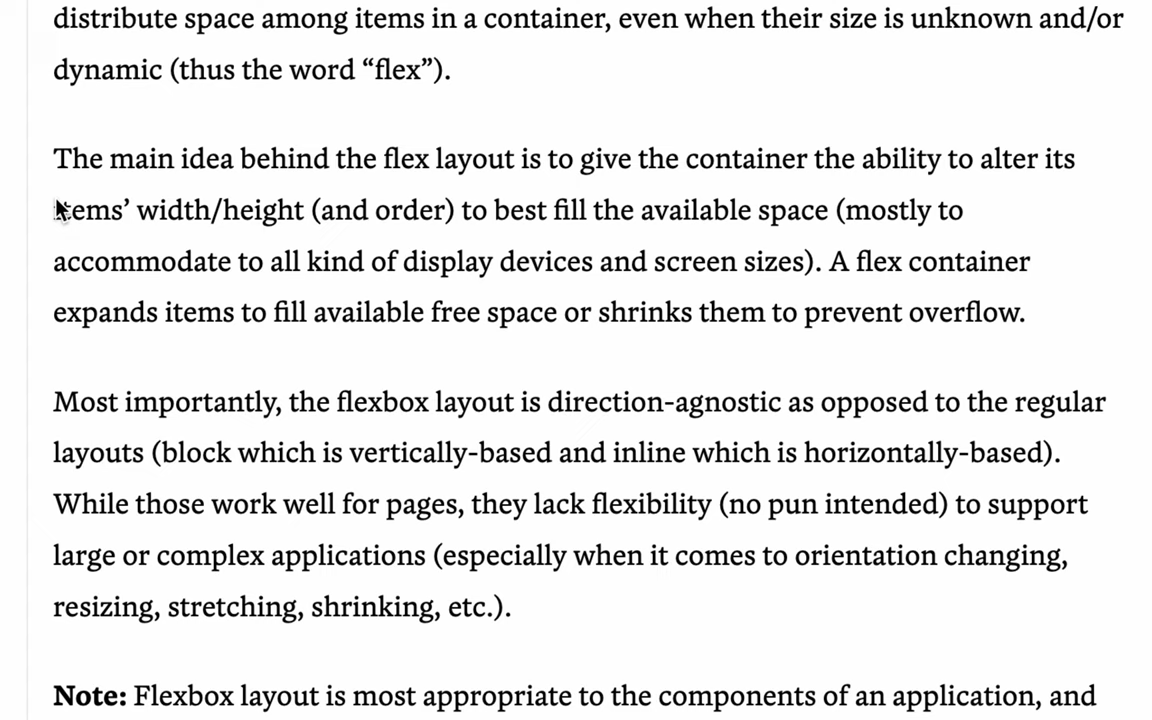 distribute space among items in a container, even when their size is unknown and/or
dynamic (thus the word “flex”).
The main idea behind the flex layout is to give the container the ability to alter its
items’ width/height (and order) to best fill the available space (mostly to
accommodate to all kind of display devices and screen sizes). A flex container
expands items to fill available free space or shrinks them to prevent overflow.
Most importantly, the flexbox layout is direction-agnostic as opposed to the regular
layouts (block which is vertically-based and inline which is horizontally-based).
While those work well for pages, they lack flexibility (no pun intended) to support
large or complex applications (especially when it comes to orientation changing,
resizing, stretching, shrinking, etc.).
Note: Flexbox layout is most appropriate to the components of an application, and